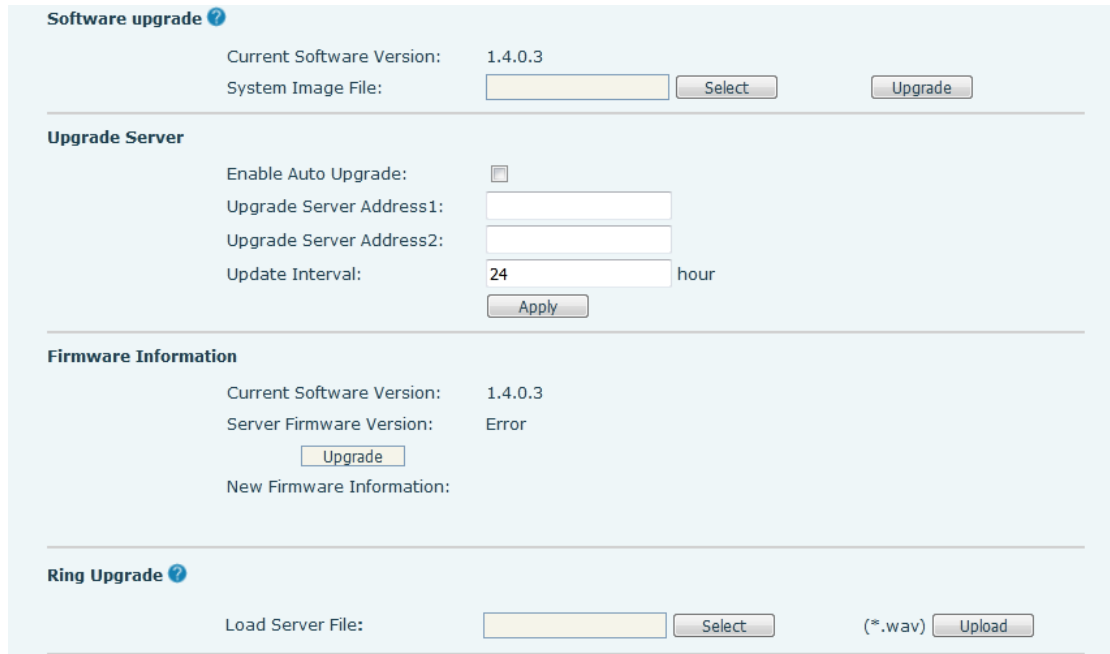 Software upgrade ?
Current Software Version: 1.4.0.3
System Image File: Select Upgrade
Upgrade Server
Enable Auto Upgrade:
Upgrade Server Address1:
Upgrade Server Address2:
Update Interval: 24 hour
Apply
Firmware Information
Current Software Version: 1.4.0.3
Server Firmware Version: Error
Upgrade
New Firmware Information:
Ring Upgrade ?
Load Server File: Select (*.wav) Upload